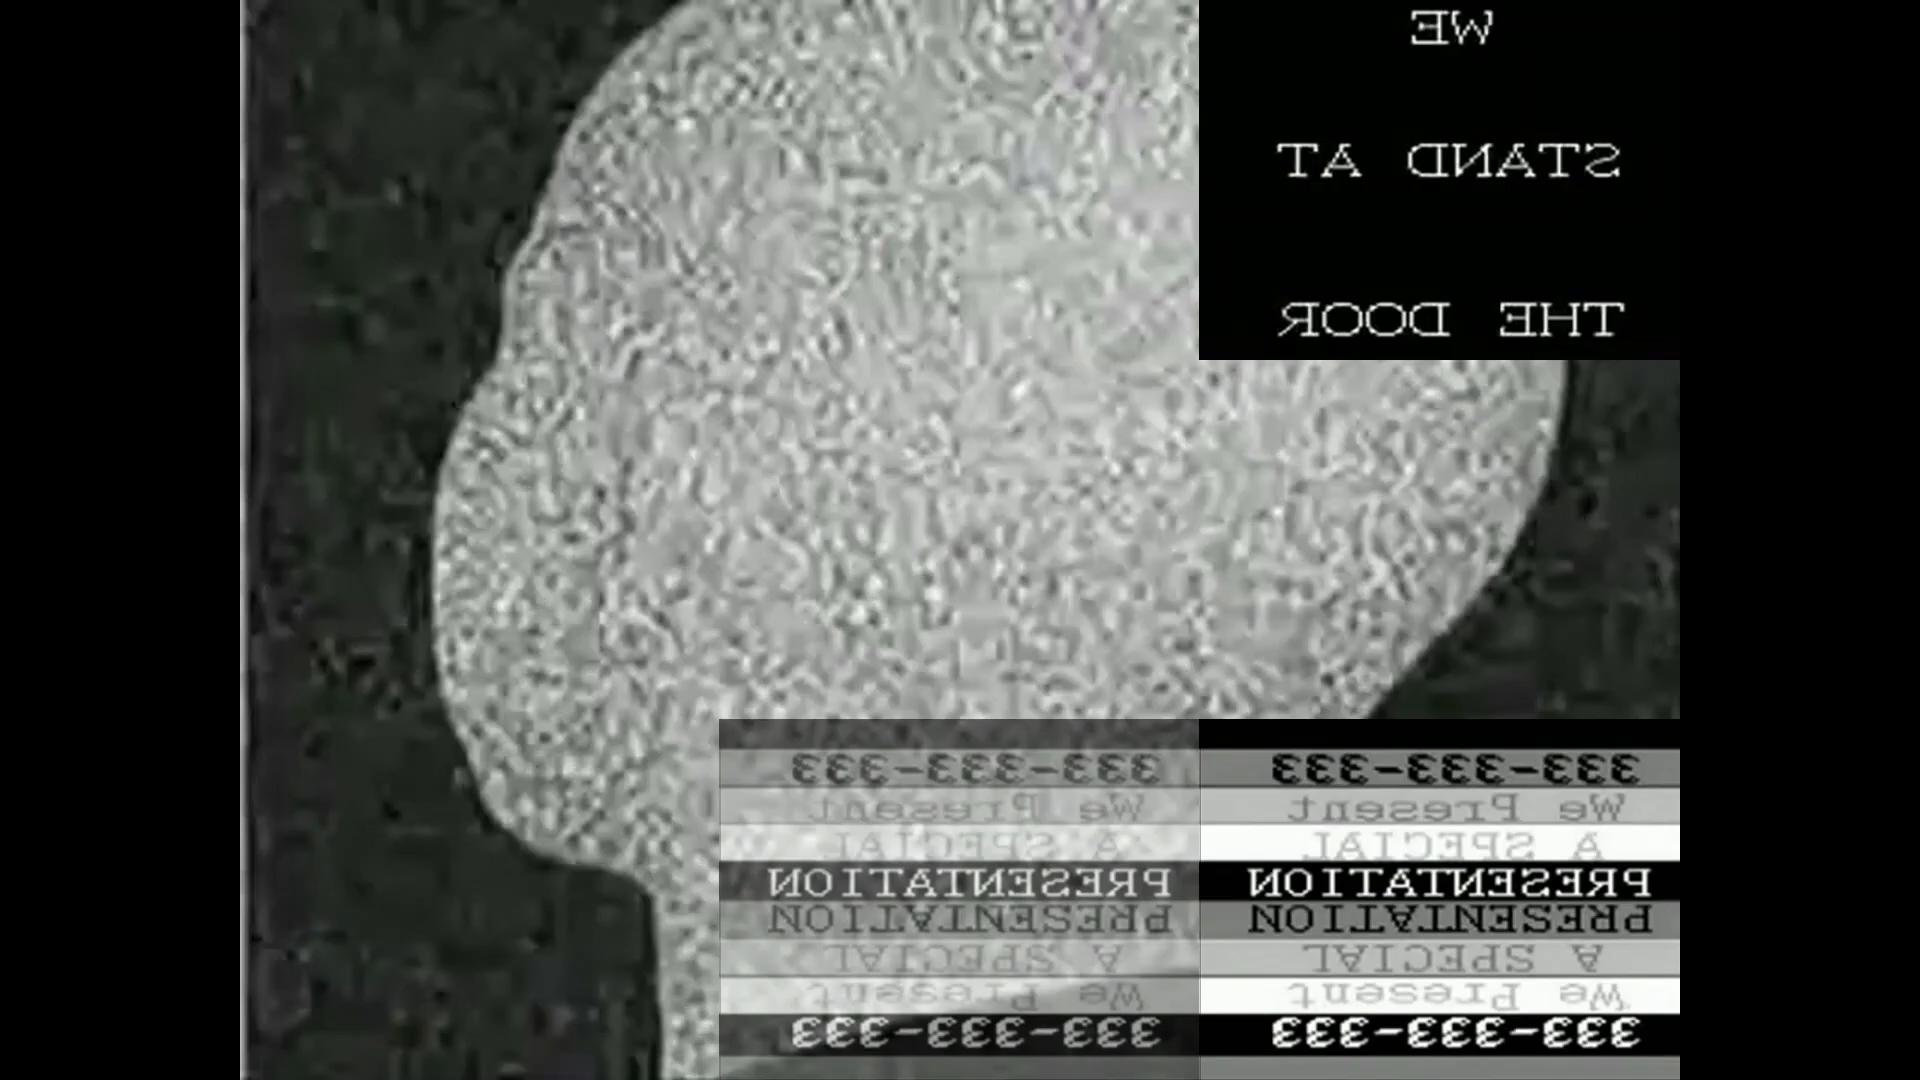 WE
STAND AT
THE DOOR
333-333-333
We Present
A SPECIAL
PRESENTATION
PRESENTATION
A SPECIAL
We Present
333-333-333
333-333-333
We Present
A SPECIAL
PRESENTATION
PRESENTATION
A SPECIAL
We Present
333-333-333